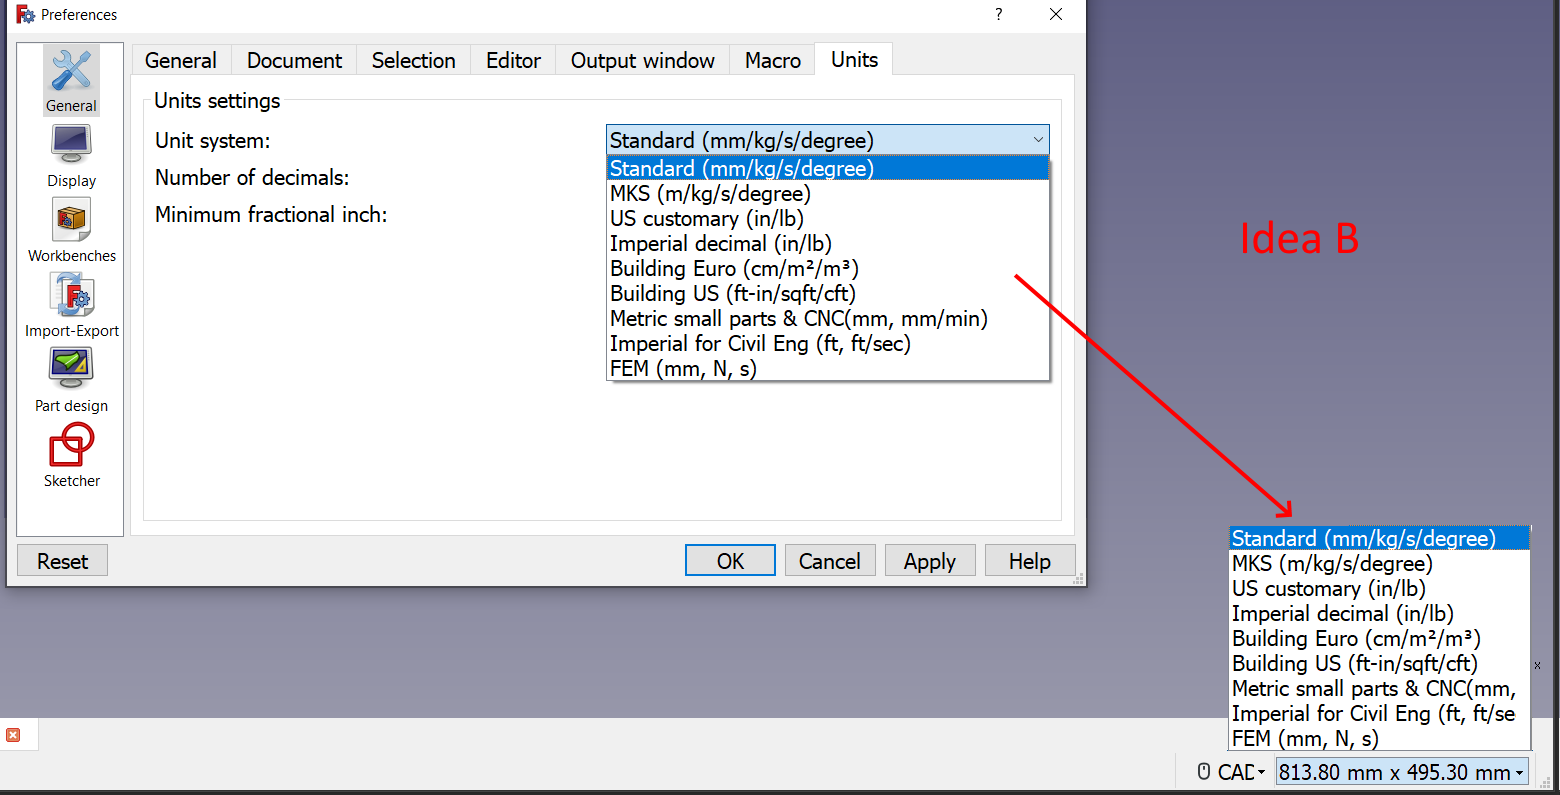 Preferences
?
General
Display
Workbenches
Import-Export
Part design
Sketcher
General Document Selection Editor Output window Macro Units
Units settings
Unit system:
Number of decimals:
Minimum fractional inch:
Standard (mm/kg/s/degree)
Standard (mm/kg/s/degree)
MKS (m/kg/s/degree)
US customary (in/lb)
Imperial decimal (in/lb)
Building Euro (cm/m²/m³)
Building US (ft-in/sqft/cft)
Metric small parts & CNC(mm, mm/min)
Imperial for Civil Eng (ft, ft/sec)
FEM (mm, N, s)
Reset OK Cancel Apply Help
Idea B
Standard (mm/kg/s/degree)
MKS (m/kg/s/degree)
US customary (in/lb)
Imperial decimal (in/lb)
Building Euro (cm/m²/m³)
Building US (ft-in/sqft/cft)
Metric small parts & CNC(mm,
Imperial for Civil Eng (ft, ft/se
FEM (mm, N, s)
x
CAD
813.80 mm x 495.30 mm